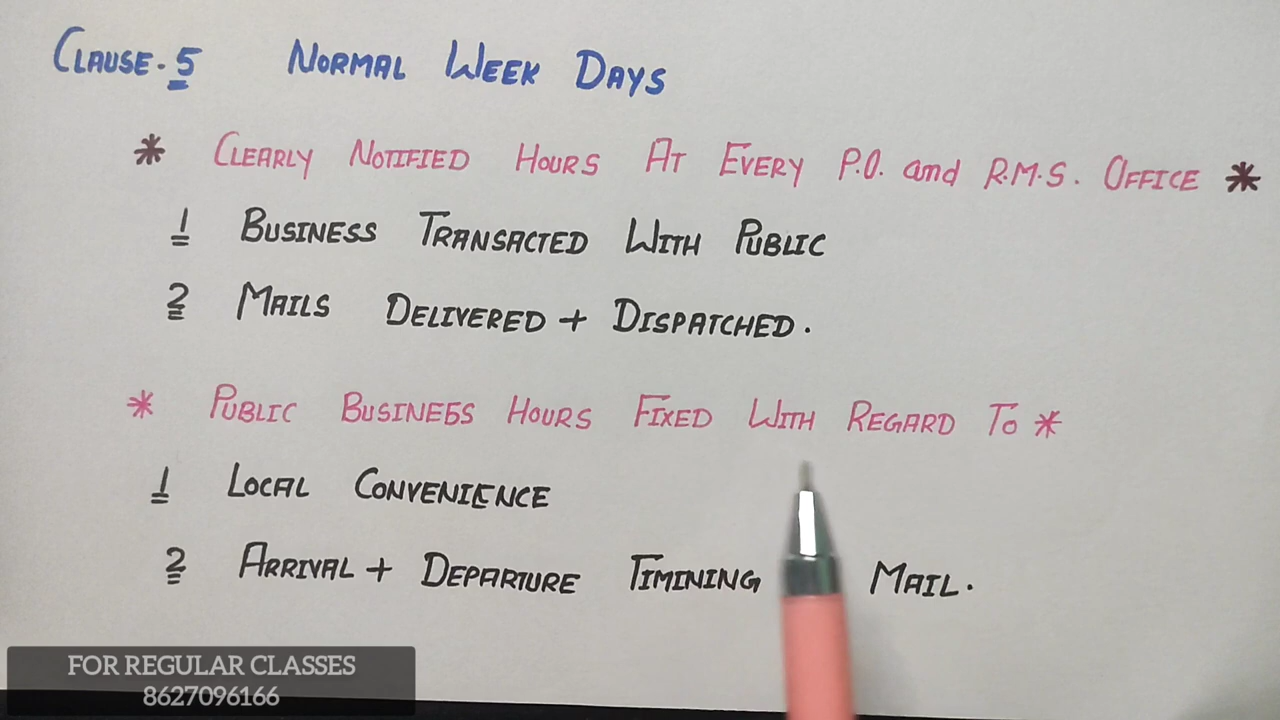 CLAUSE. 5 NORMAL WEEK DAYS
* CLEARLY NOTIFIED HOURS AT EVERY P.O. and R.M.S. OFFICE *
1 BUSINESS TRANSACTED WITH PUBLIC
2 MAILS DELIVERED + DISPATCHED.
* PUBLIC BUSINESS HOURS FIXED WITH REGARD TO *
1 LOCAL CONVENIENCE
2 ARRIVAL + DEPARTURE TIMINING MAIL.
FOR REGULAR CLASSES
8627096166